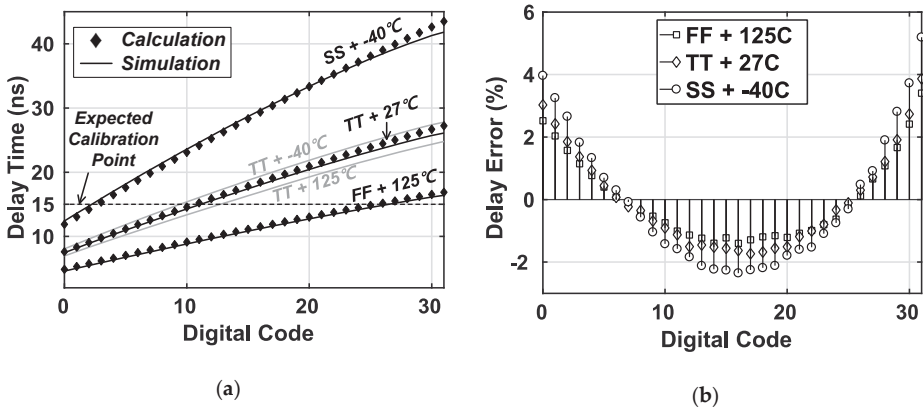 Delay Time (ns)
40
30
20
15
10
Calculation
Simulation
Expected
Calibration
Point
SS + -40°C
TT + 27°C
TT + -40°C
TT + 125°C
FF + 125°C
0
10
20
30
Digital Code
(a)
Delay Error (%)
6
4
2
0
-2
FF + 125C
TT + 27C
SS + -40C
0
10
20
30
Digital Code
(b)